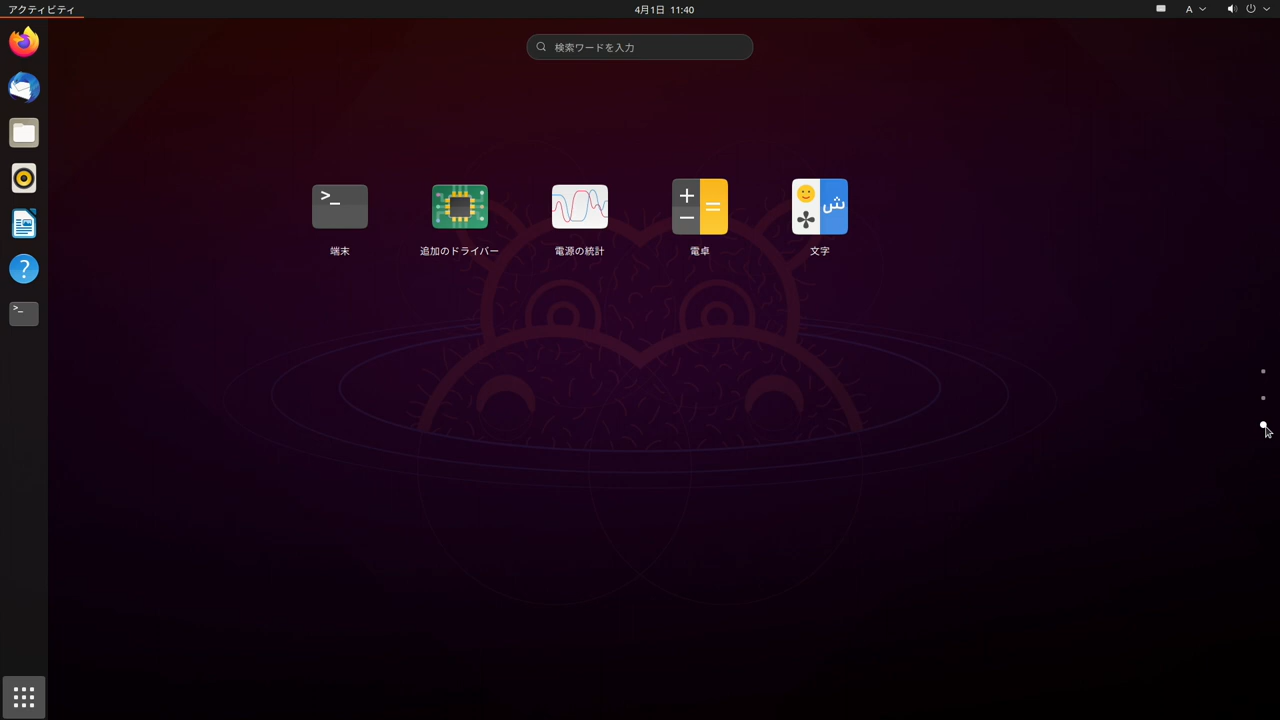 アクティビティ
4月1日 11:40
A
検索ワードを入力
端末
追加のドライバー
電源の統計
電卓
文字